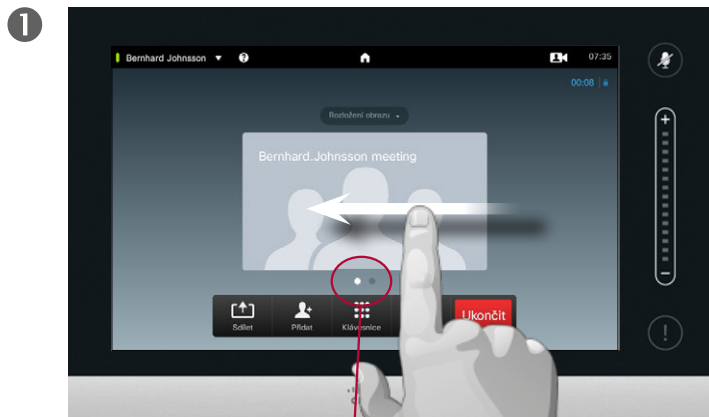 1
Bernhard Johnsson
?
07:35
00:08
Rozložení obrazu
Bernhard.Johnsson meeting
Sdílet
Přidat
Klávesnice
Ukončit
+
−
!